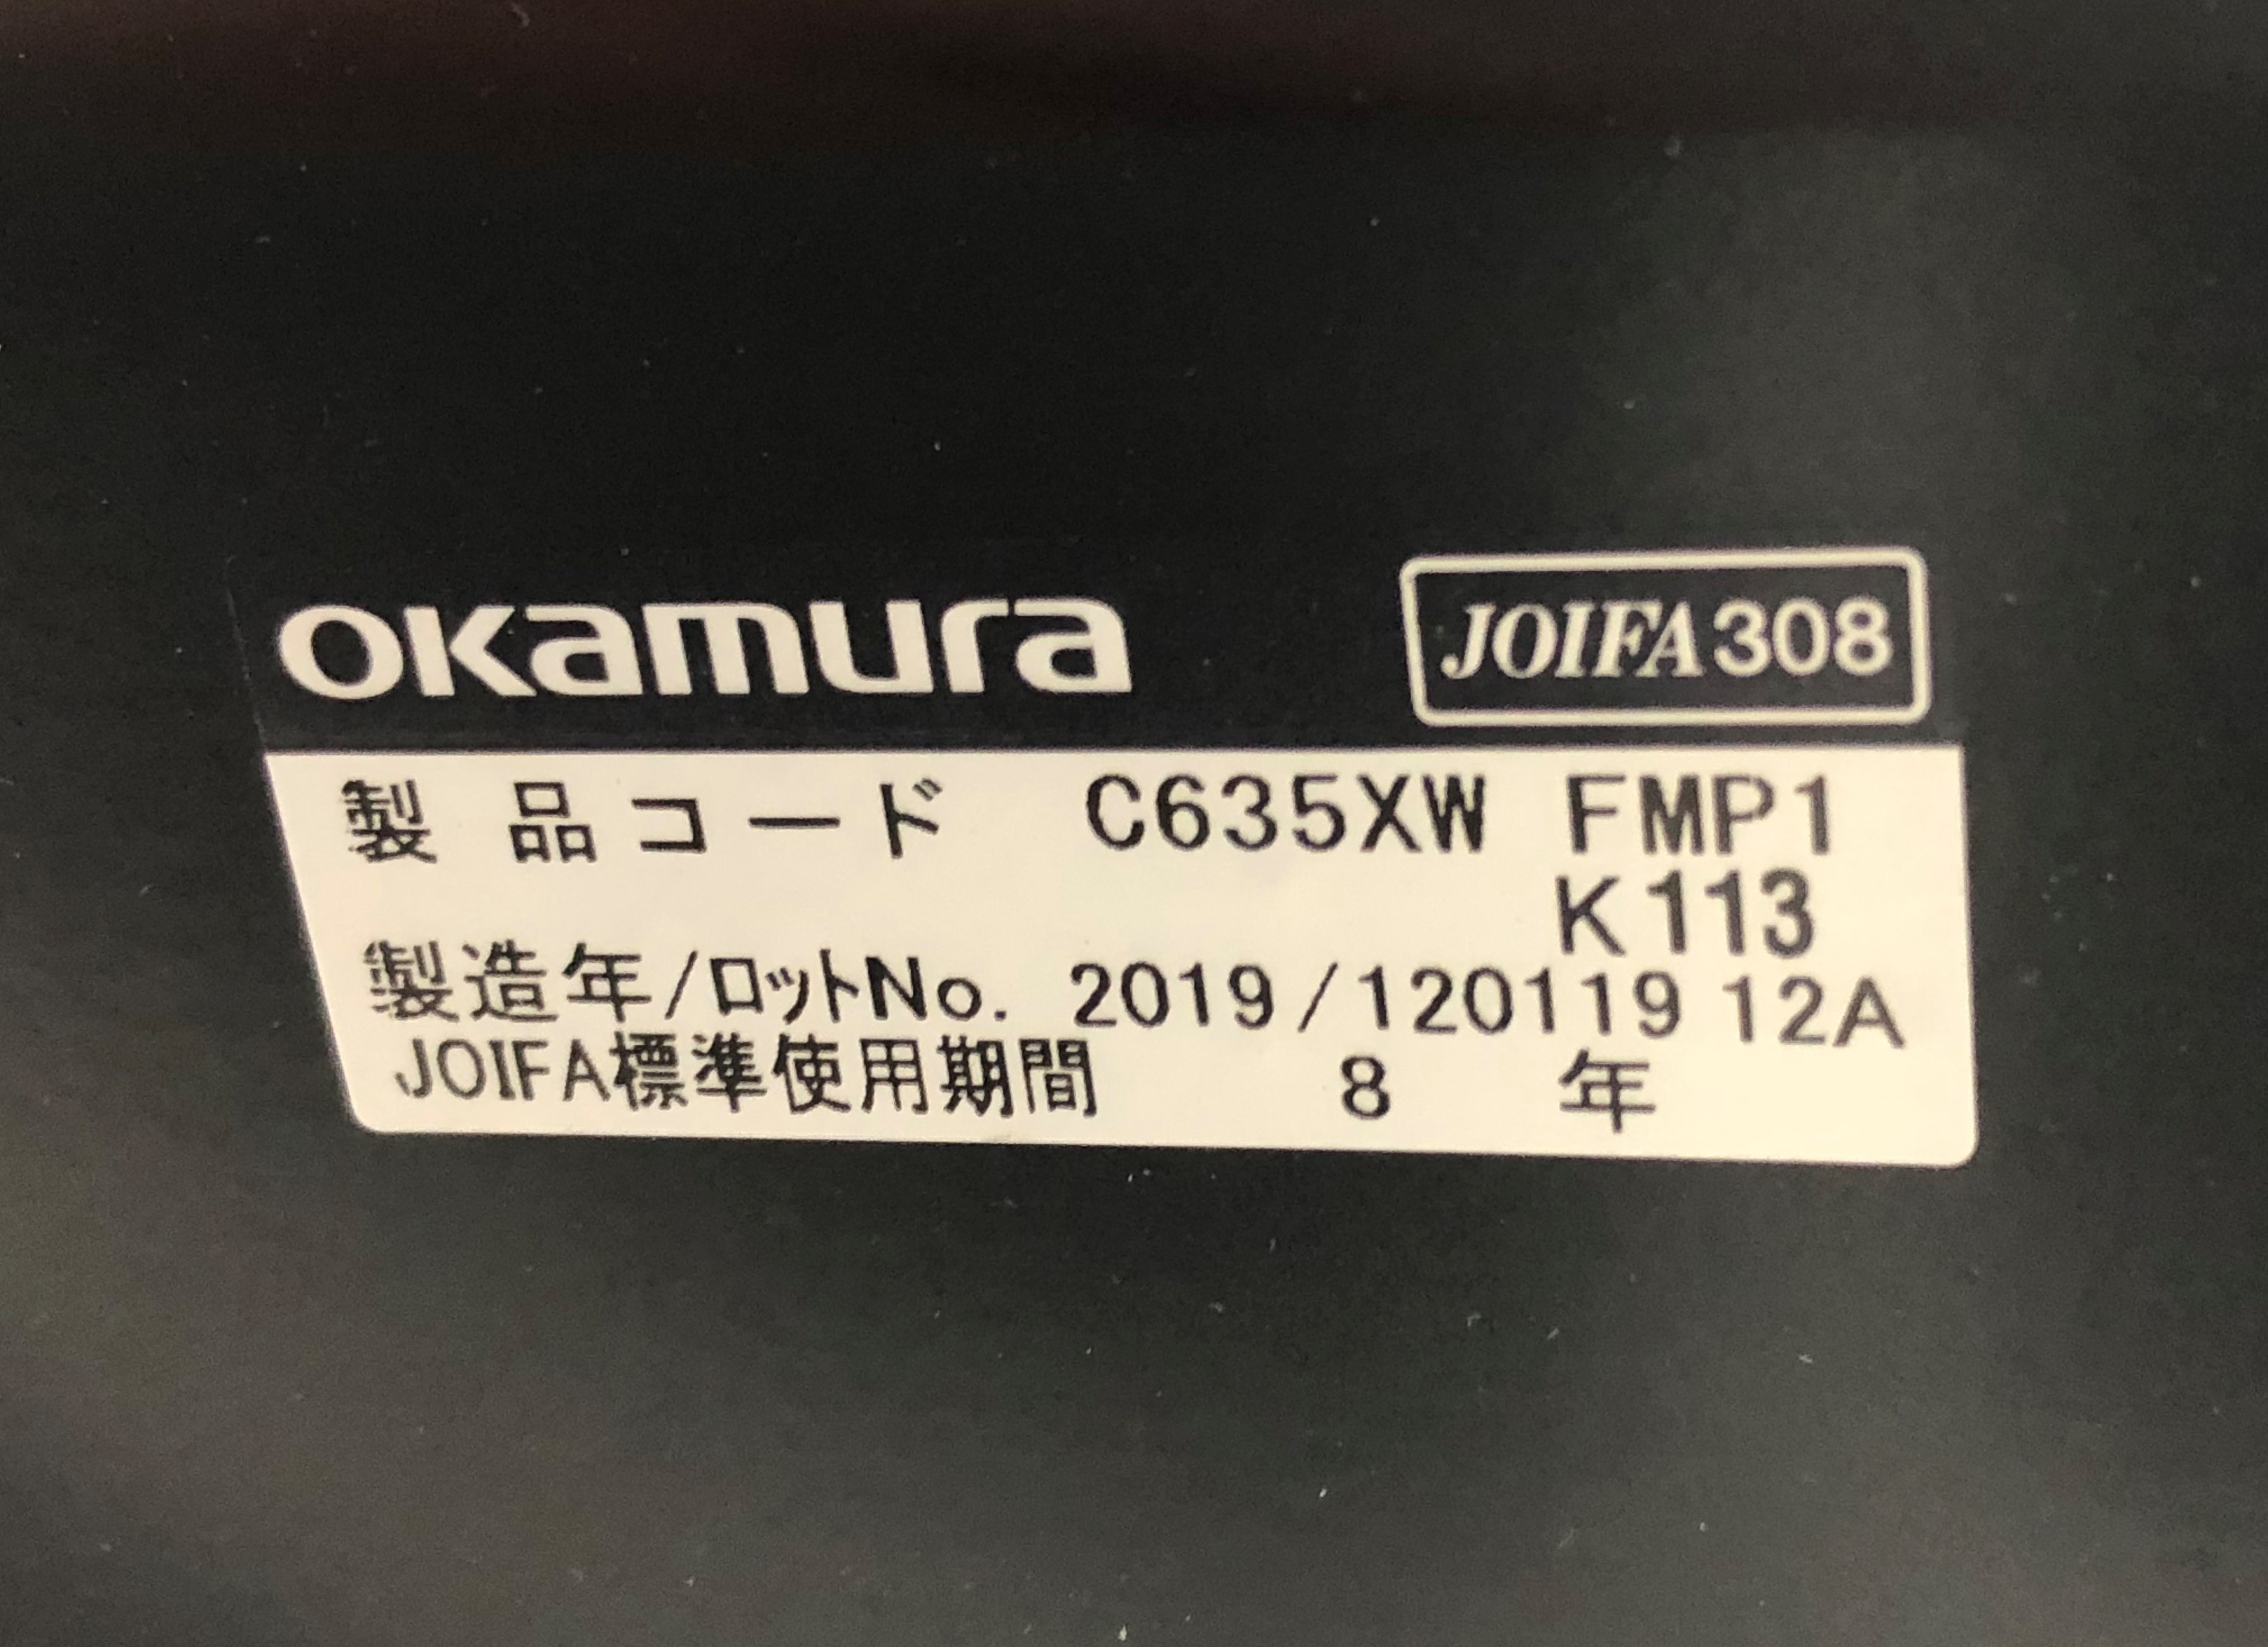 okamura
JOIFA308
製品コード C635XW FMP1
K113
製造年/ロットNo. 2019/120119 12A
JOIFA標準使用期間 8 年